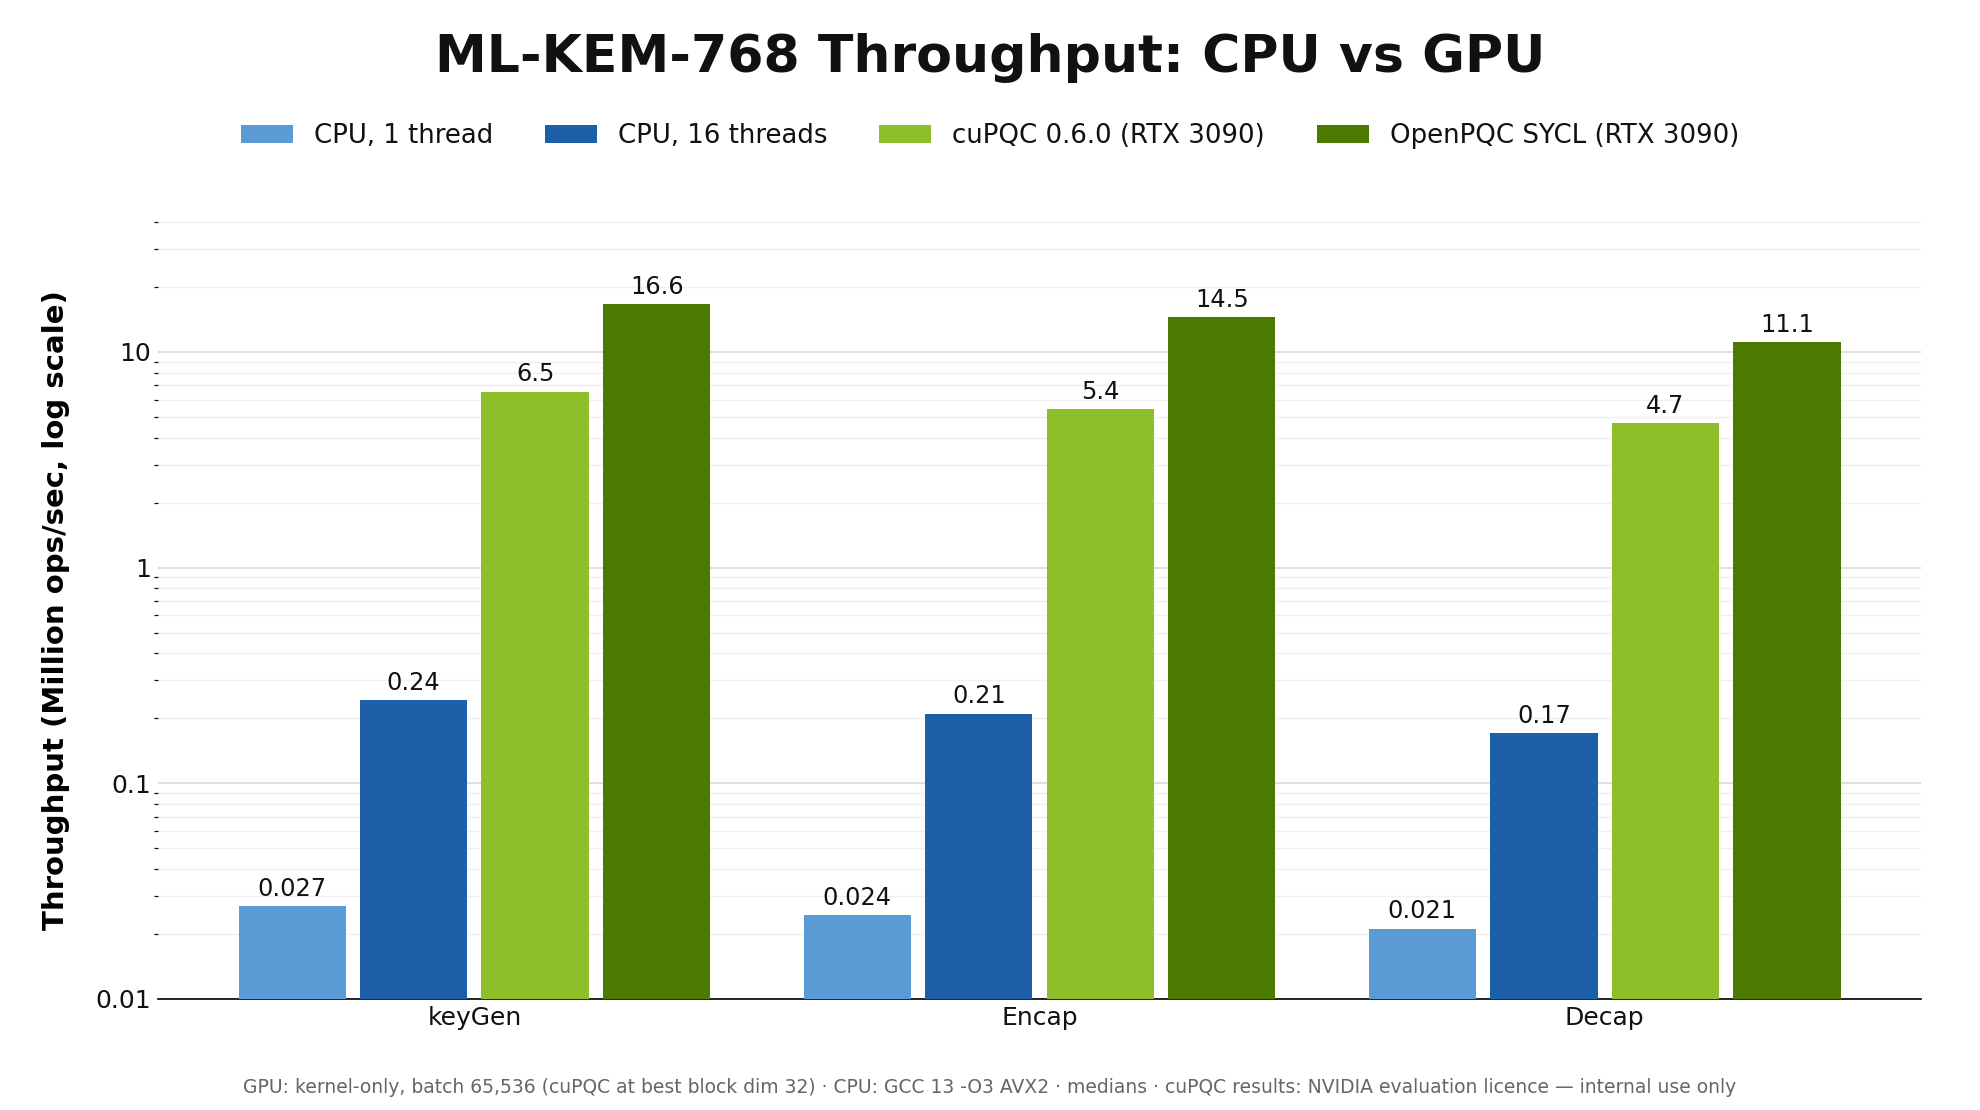 ML-KEM-768 Throughput: CPU vs GPU
CPU, 1 thread
CPU, 16 threads
cuPQC 0.6.0 (RTX 3090)
OpenPQC SYCL (RTX 3090)
Throughput (Million ops/sec, log scale)
10
1
0.1
0.01
0.027
0.24
6.5
16.6
0.024
0.21
5.4
14.5
0.021
0.17
4.7
11.1
keyGen
Encap
Decap
GPU: kernel-only, batch 65,536 (cuPQC at best block dim 32) · CPU: GCC 13 -O3 AVX2 · medians · cuPQC results: NVIDIA evaluation licence — internal use only